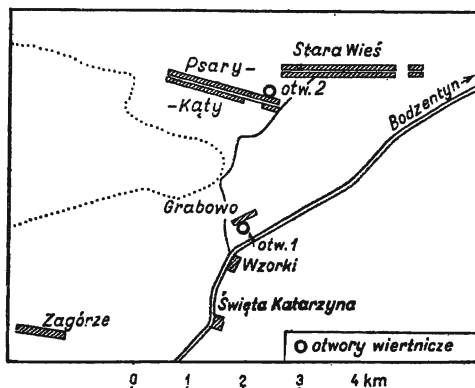 Stara Wieś
Psary –
otw. 2
– Kąty
Bodzentyn
Grabowo
otw. 1
Wzorki
Święta Katarzyna
Zagórze
otwory wiertnicze
0 1 2 3 4 km